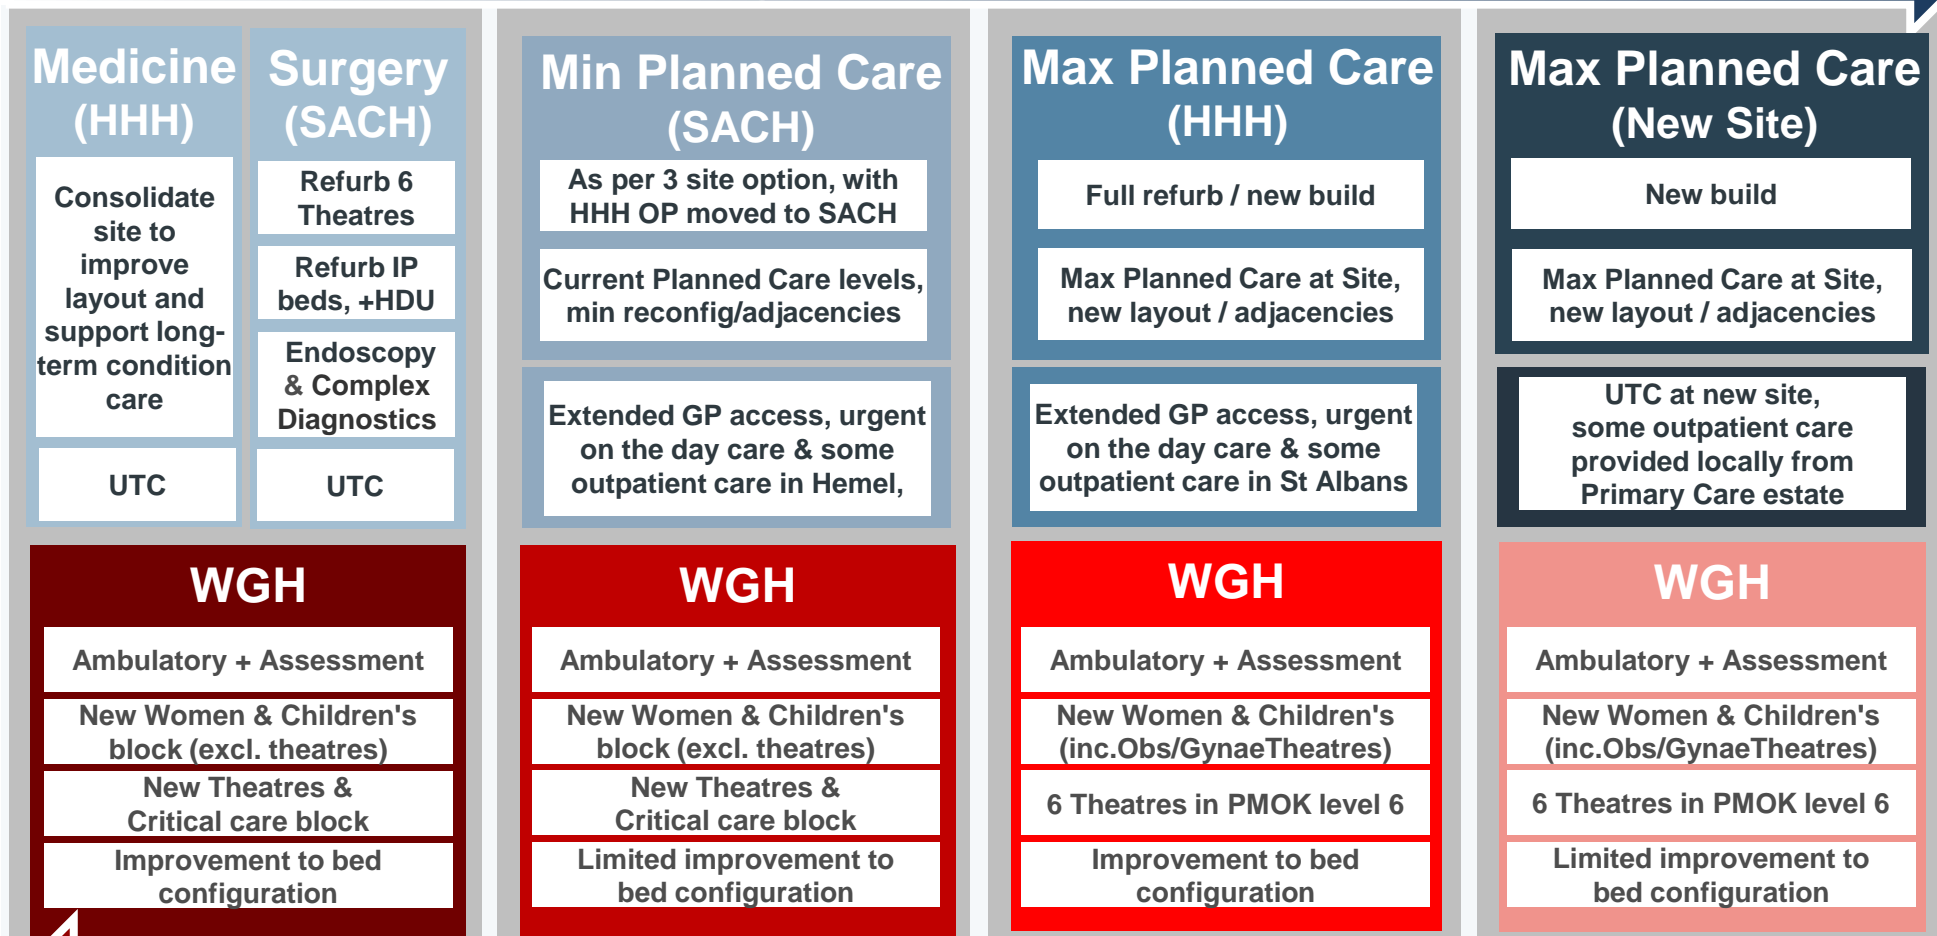 Medicine
(HHH)
Consolidate
site to
improve
layout and
support long-
term condition
care
UTC
Surgery
(SACH)
Refurb 6
Theatres
Refurb IP
beds, +HDU
Endoscopy
& Complex
Diagnostics
UTC
WGH
Ambulatory + Assessment
New Women & Children's
block (excl. theatres)
New Theatres &
Critical care block
Improvement to bed
configuration
Min Planned Care
(SACH)
As per 3 site option, with
HHH OP moved to SACH
Current Planned Care levels,
min reconfig/adjacencies
Extended GP access, urgent
on the day care & some
outpatient care in Hemel,
WGH
Ambulatory + Assessment
New Women & Children's
block (excl. theatres)
New Theatres &
Critical care block
Limited improvement to
bed configuration
Max Planned Care
(HHH)
Full refurb / new build
Max Planned Care at Site,
new layout / adjacencies
Extended GP access, urgent
on the day care & some
outpatient care in St Albans
WGH
Ambulatory + Assessment
New Women & Children's
(inc.Obs/GynaeTheatres)
6 Theatres in PMOK level 6
Improvement to bed
configuration
Max Planned Care
(New Site)
New build
Max Planned Care at Site,
new layout / adjacencies
UTC at new site,
some outpatient care
provided locally from
Primary Care estate
WGH
Ambulatory + Assessment
New Women & Children's
(inc.Obs/GynaeTheatres)
6 Theatres in PMOK level 6
Limited improvement to
bed configuration